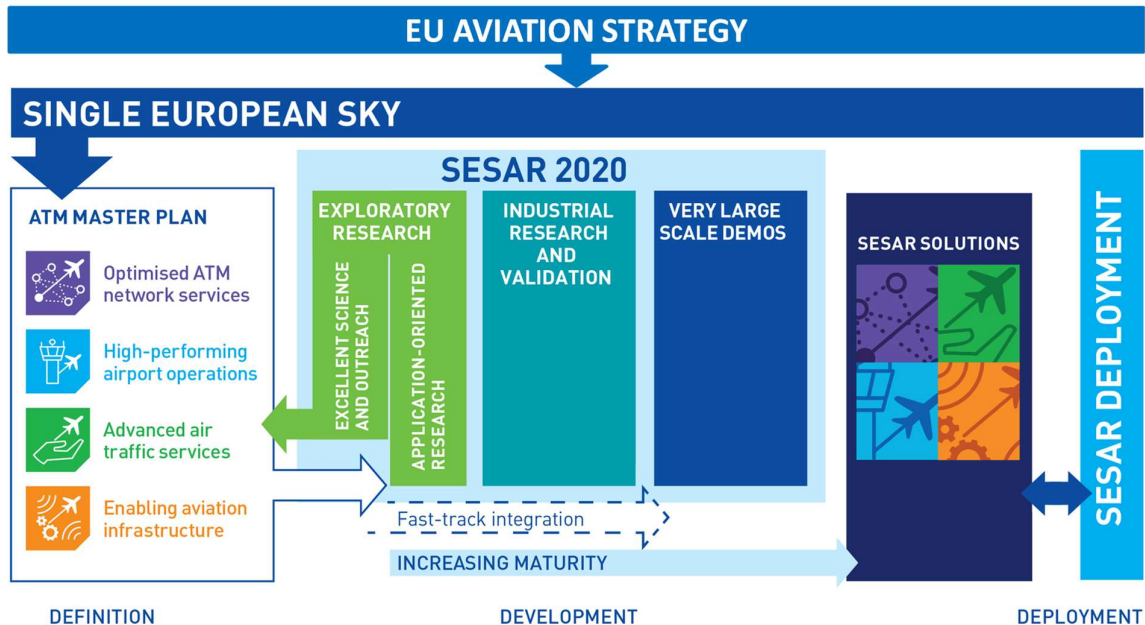 EU AVIATION STRATEGY
SINGLE EUROPEAN SKY
ATM MASTER PLAN
Optimised ATM
network services
High-performing
airport operations
Advanced air
traffic services
Enabling aviation
infrastructure
SESAR 2020
EXPLORATORY
RESEARCH
EXCELLENT SCIENCE
AND OUTREACH
APPLICATION-ORIENTED
RESEARCH
INDUSTRIAL
RESEARCH
AND
VALIDATION
VERY LARGE
SCALE DEMOS
Fast-track integration
INCREASING MATURITY
SESAR SOLUTIONS
SESAR DEPLOYMENT
DEFINITION
DEVELOPMENT
DEPLOYMENT